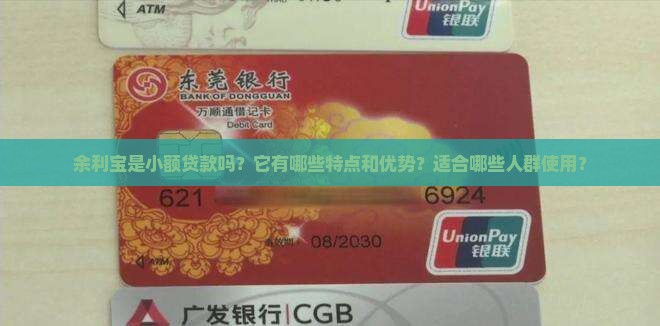 ATM
UnionPay
银联
东莞银行
BANK OF DONGGUAN
万顺通借记卡
Debit Card
余利宝是小额贷款吗？它有哪些特点和优势？适合哪些人群使用？
621
6924
08/2030
ATM
UnionPay
银联
广发银行|CGB